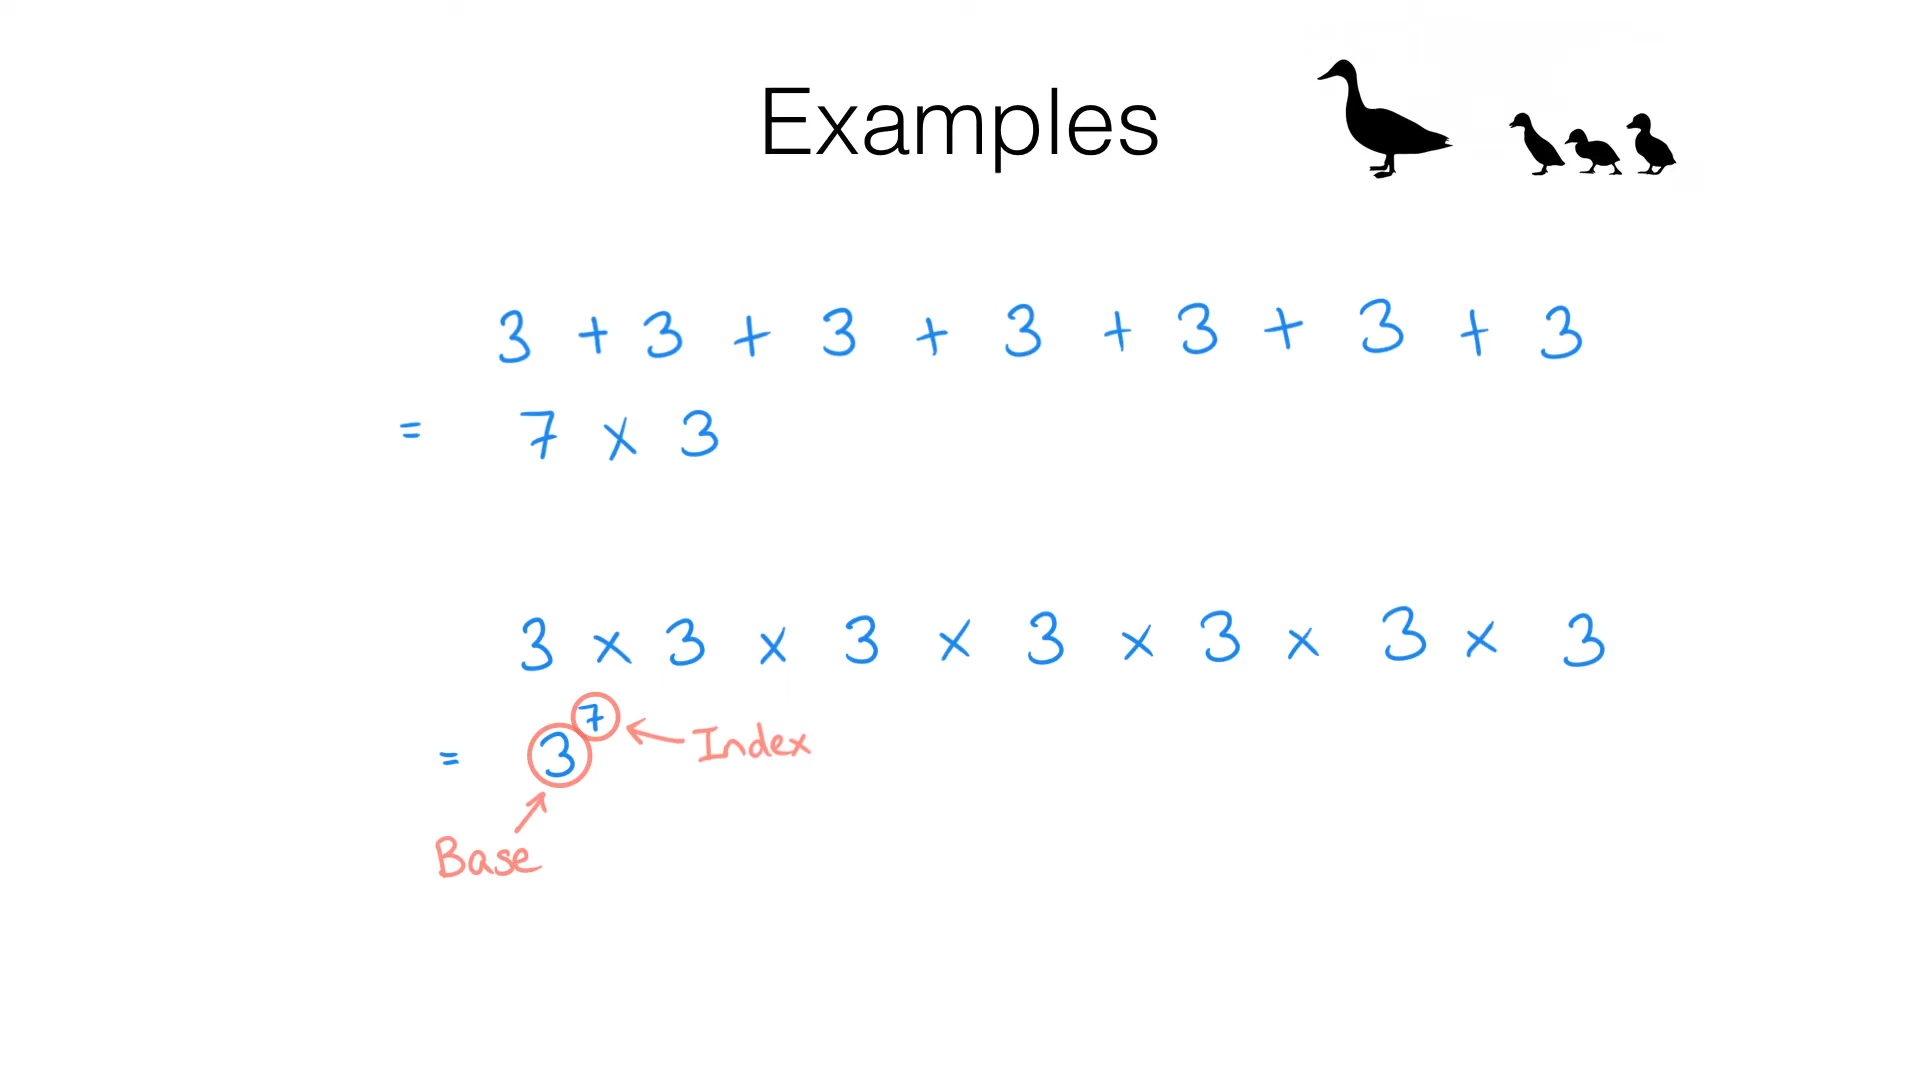 Examples
3 + 3 + 3 + 3 + 3 + 3 + 3
= 7 x 3
3 x 3 x 3 x 3 x 3 x 3 x 3
= 3⁷ ← Index
Base